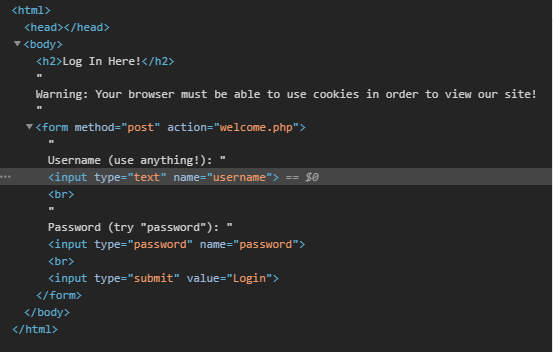 <html>
<head></head>
<body>
<h2>Log In Here!</h2>
"
Warning: Your browser must be able to use cookies in order to view our site!
"
<form method="post" action="welcome.php">
"
Username (use anything!): "
<input type="text" name="username"> == $0
<br>
"
Password (try "password"): "
<input type="password" name="password">
<br>
<input type="submit" value="Login">
</form>
</body>
</html>